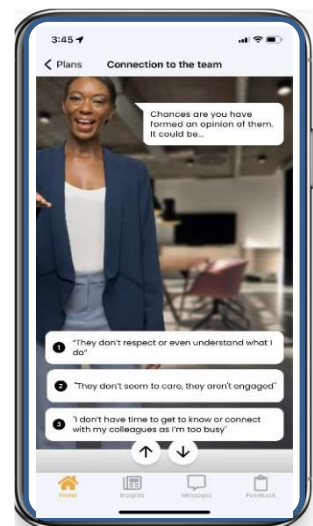 3:45
Plans
Connection to the team
Chances are you have
formed an opinion of them.
It could be...
1 "They don't respect or even understand what I
do"
2 "They don't seem to care, they aren't engaged"
3 "I don't have time to get to know or connect
with my colleagues as I'm too busy"
Home Insights Messages Feedback